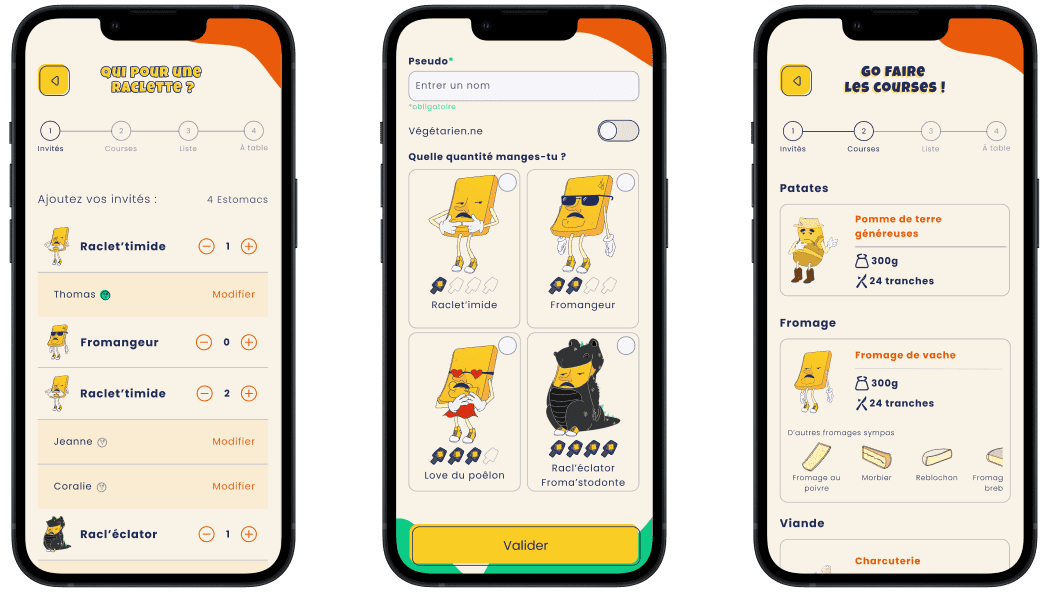 QUI POUR UNE
RACLETTE ?
1
2
3
4
Invités
Courses
Liste
À table
Ajoutez vos invités :
4 Estomacs
Raclet’timide
1
Thomas
Modifier
Fromangeur
0
Raclet’timide
2
Jeanne
Modifier
Coralie
Modifier
Racl’éclator
1
Pseudo*
Entrer un nom
*obligatoire
Végétarien.ne
Quelle quantité manges-tu ?
Raclet’imide
Fromangeur
Love du poêlon
Racl’éclator
Froma’stodonte
Valider
GO FAIRE
LES COURSES !
1
2
3
4
Invités
Courses
Liste
À table
Patates
Pomme de terre
généreuses
300g
24 tranches
Fromage
Fromage de vache
300g
24 tranches
D’autres fromages sympas
Fromage au
poivre
Morbier
Reblochon
Fromag
breb
Viande
Charcuterie